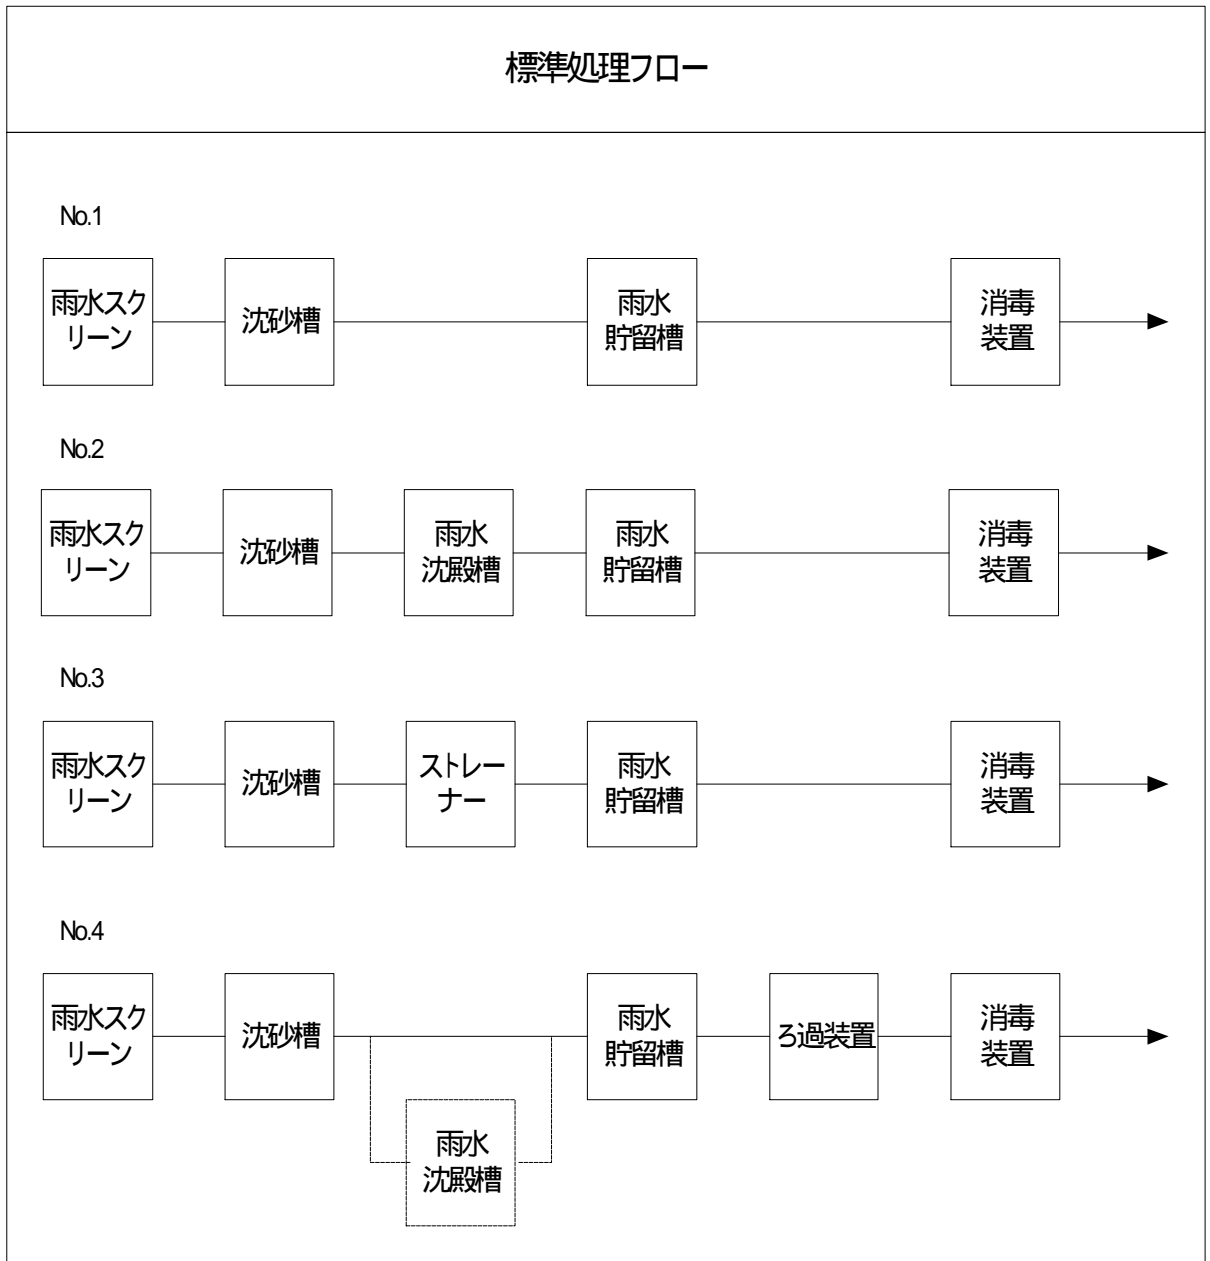 標準処理フロー
No.1
雨水スク
リーン
沈砂槽
雨水
貯留槽
消毒
装置
No.2
雨水スク
リーン
沈砂槽
雨水
沈殿槽
雨水
貯留槽
消毒
装置
No.3
雨水スク
リーン
沈砂槽
ストレー
ナー
雨水
貯留槽
消毒
装置
No.4
雨水スク
リーン
沈砂槽
雨水
沈殿槽
雨水
貯留槽
ろ過装置
消毒
装置